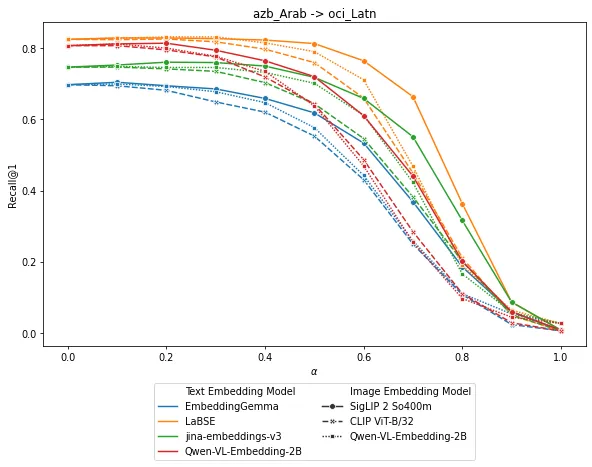 azb_Arab -> oci_Latn
Recall@1
0.8
0.6
0.4
0.2
0.0
0.0
0.2
0.4
0.6
0.8
1.0
α
Text Embedding Model
EmbeddingGemma
LaBSE
jina-embeddings-v3
Qwen-VL-Embedding-2B
Image Embedding Model
SigLIP 2 So400m
CLIP ViT-B/32
Qwen-VL-Embedding-2B